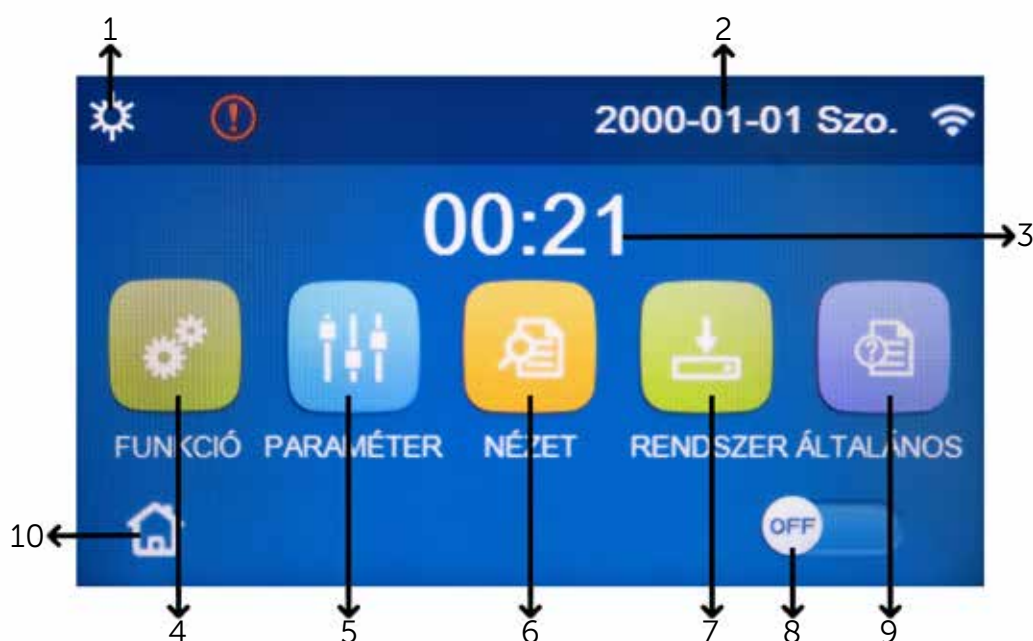 1 2
2000-01-01 Szo.
00:21
3
FUNKCIÓ PARAMÉTER NÉZET RENDSZER ÁLTALÁNOS
OFF
10
4 5 6 7 8 9